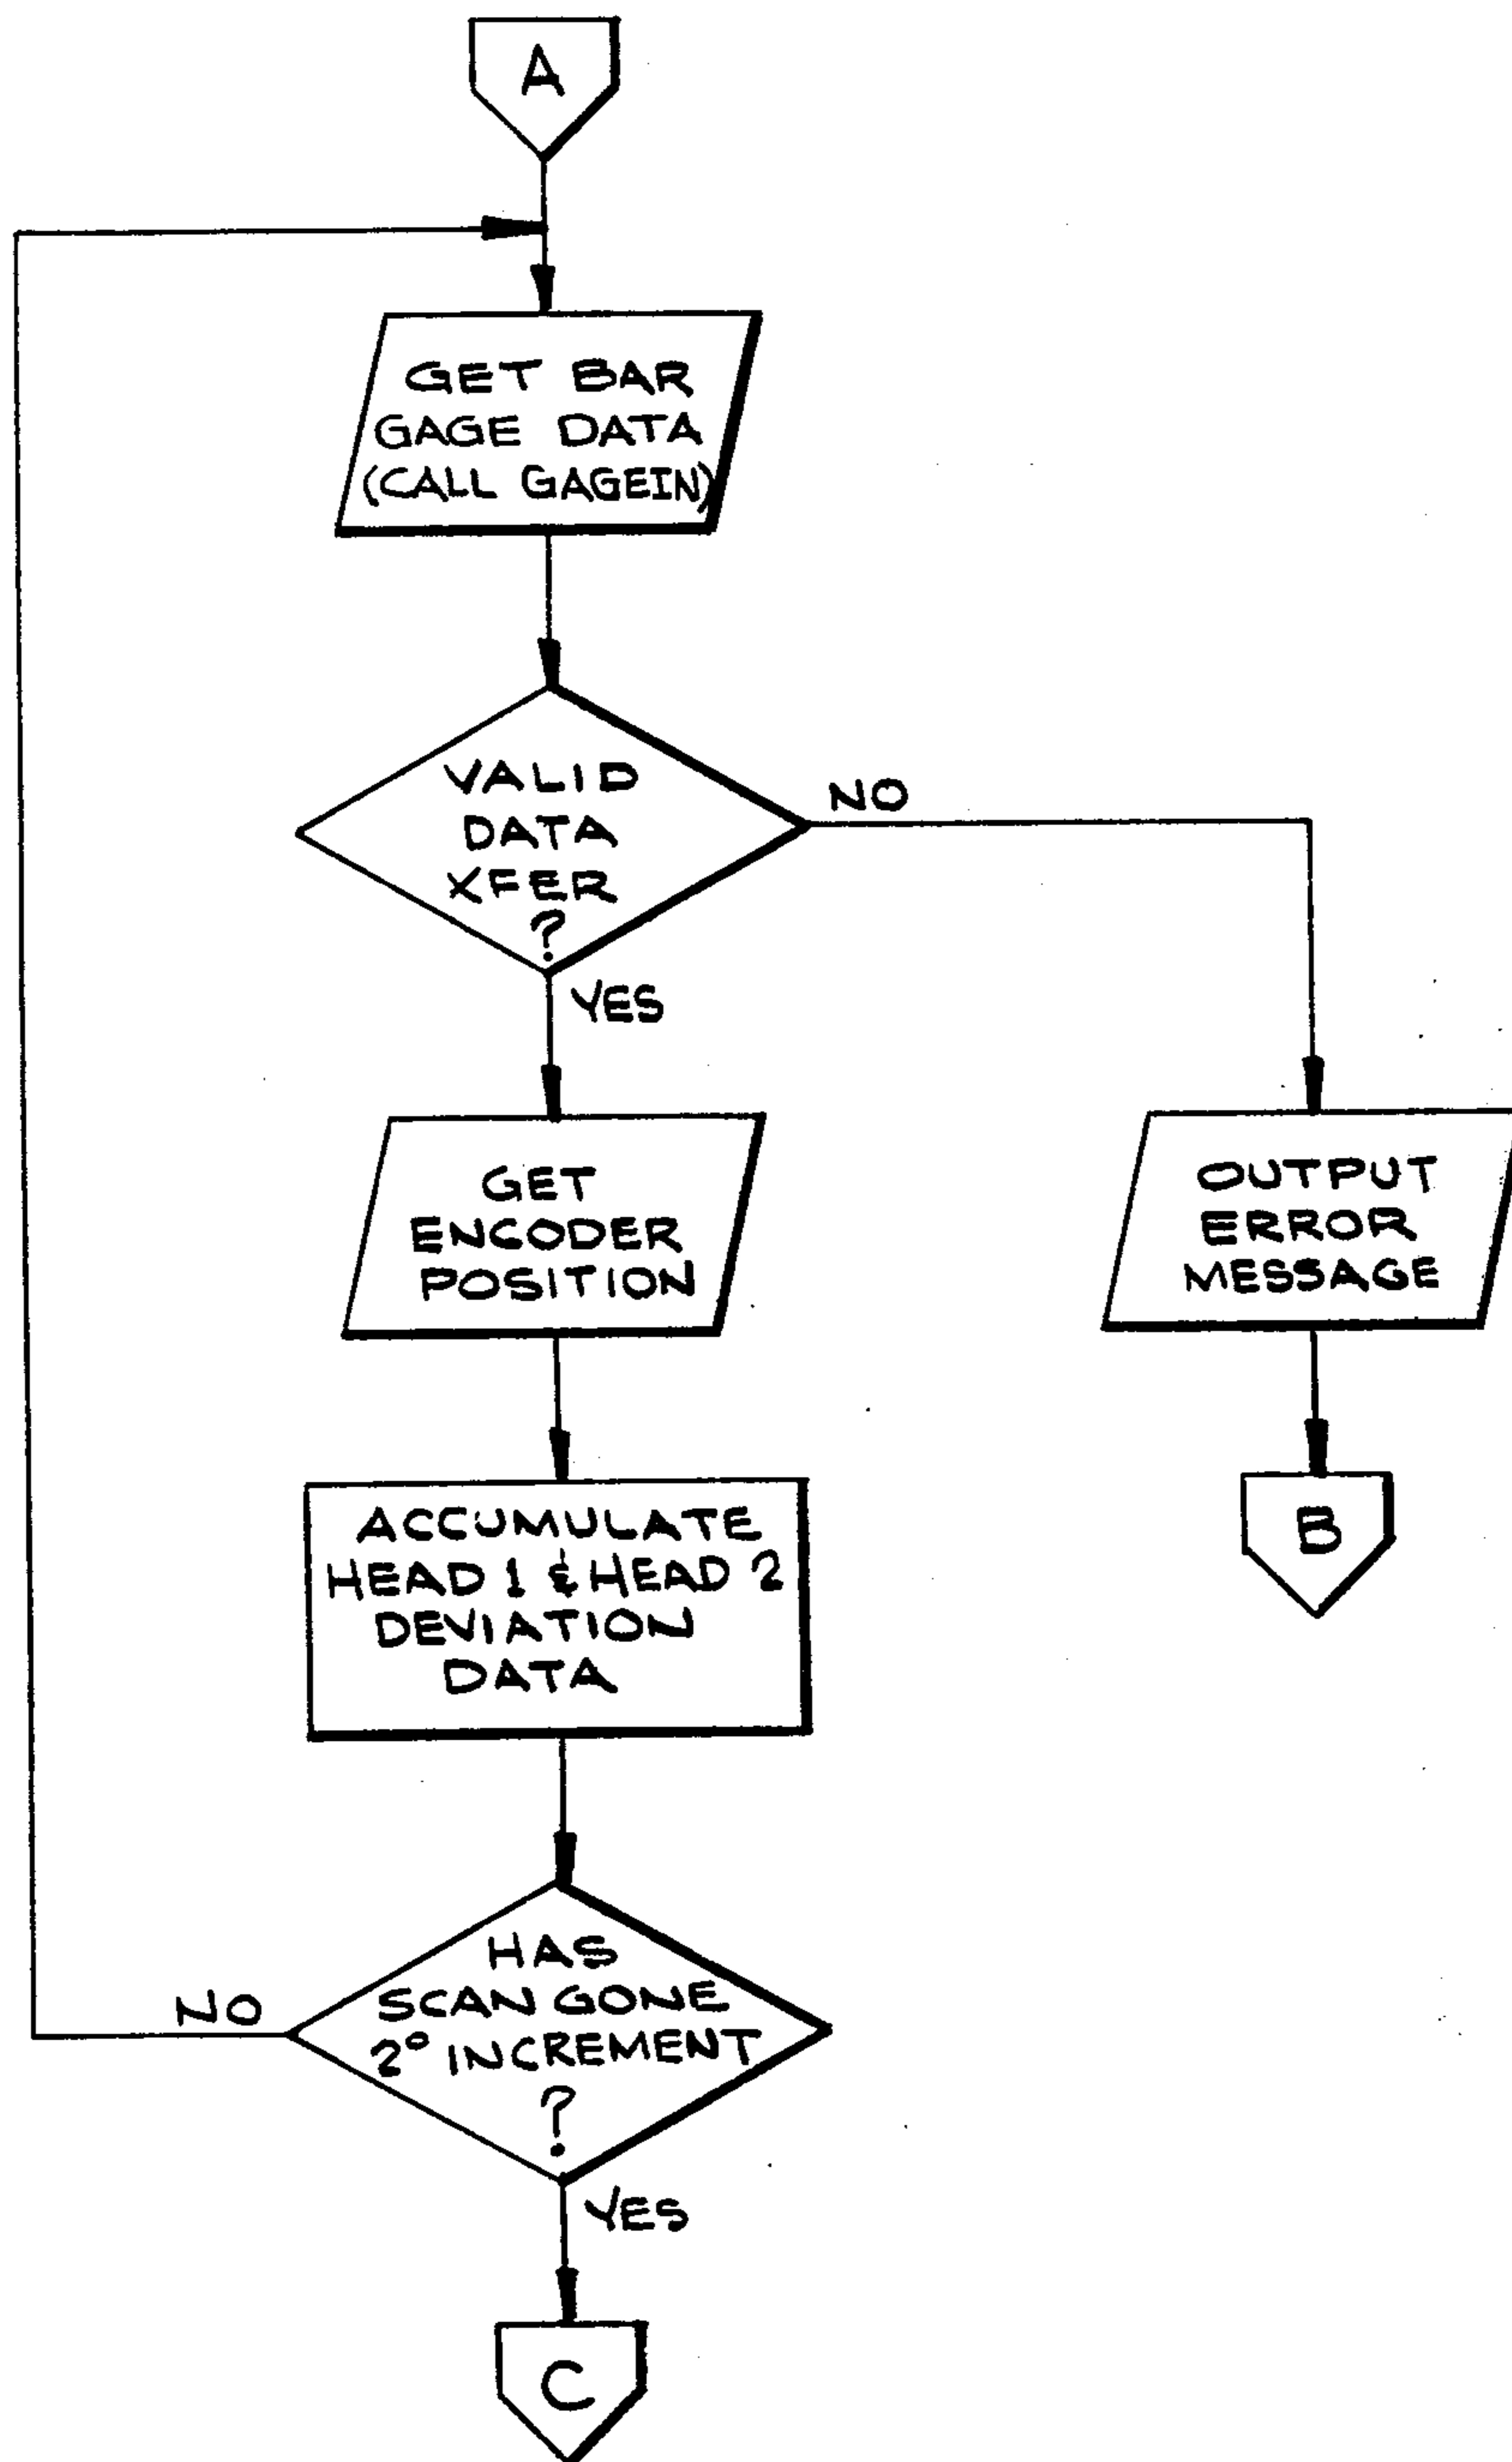 A
GET BAR
GAGE DATA
(CALL GAGEIN)
VALID
DATA
XFER
?
NO
YES
GET
ENCODER
POSITION
OUTPUT
ERROR
MESSAGE
B
ACCUMULATE
HEAD 1 & HEAD 2
DEVIATION
DATA
HAS
SCAN GONE
2° INCREMENT
?
NO
YES
C